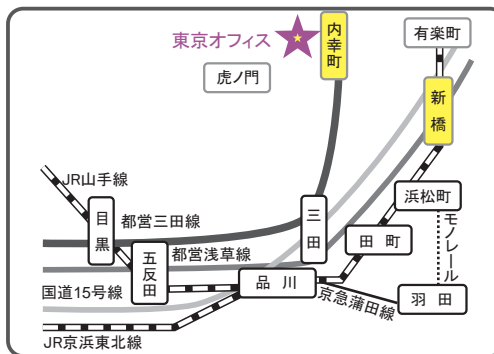 東京オフィス
内幸町
有楽町
虎ノ門
新橋
JR山手線
目黒
都営三田線
三田
浜松町
モノレール
田町
五反田
都営浅草線
品川
国道15号線
京急蒲田線
羽田
JR京浜東北線